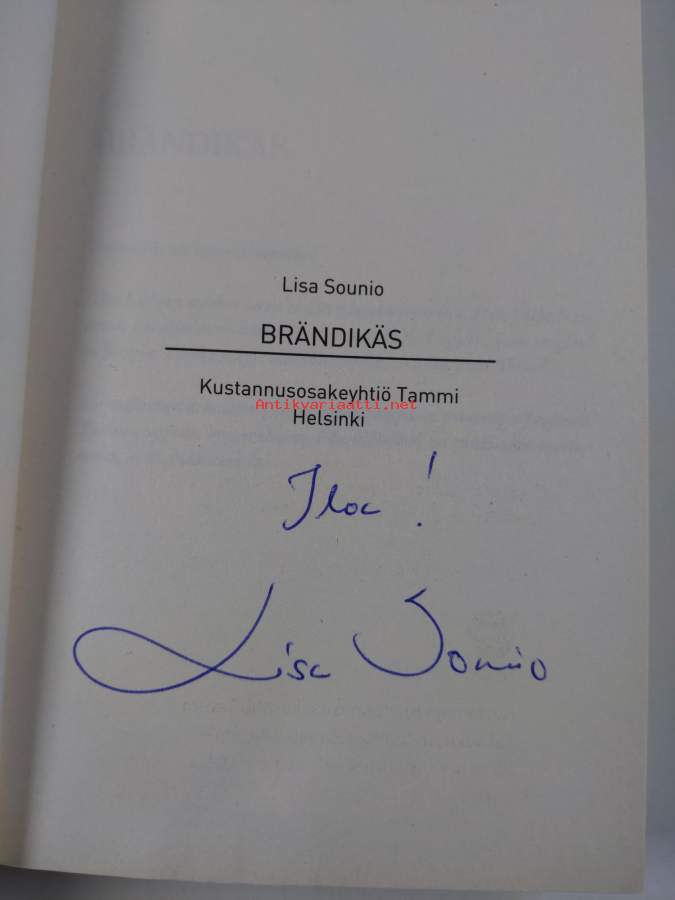 Lisa Sounio
BRÄNDIKÄS
Kustannusosakeyhtiö Tammi
Antikvariaatti.net
Helsinki
Iloa!
Lisa Sounio